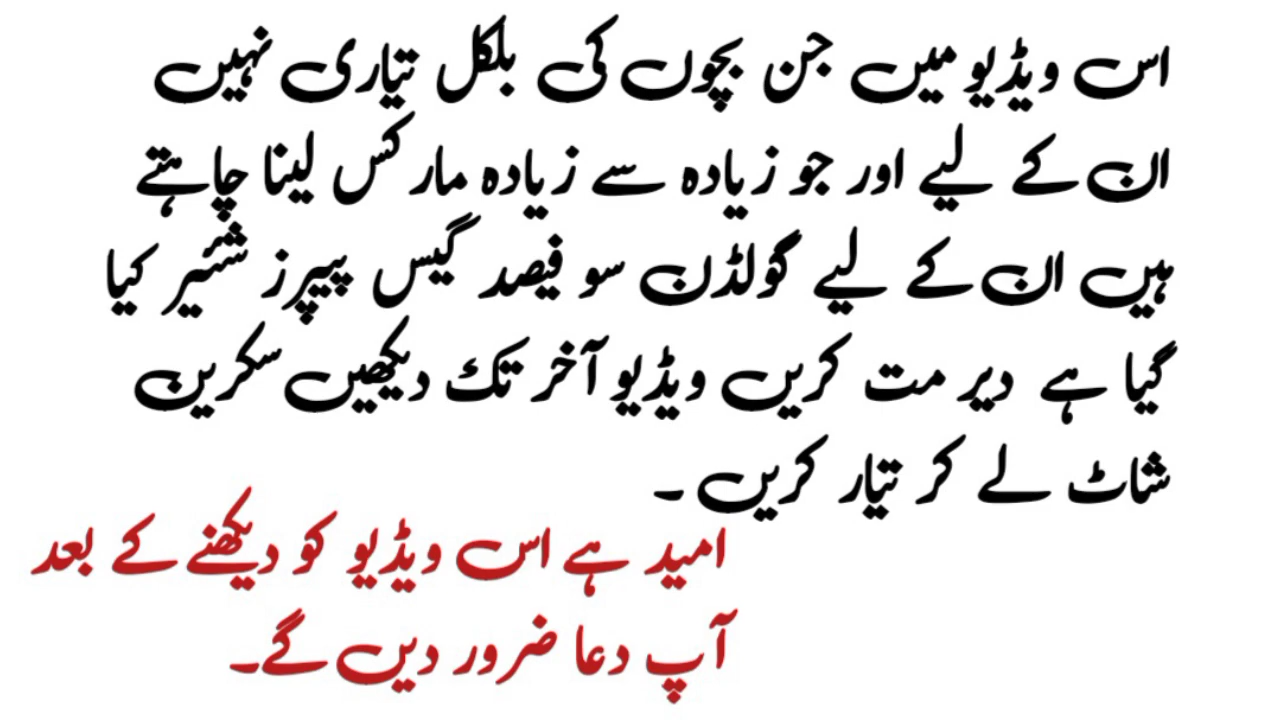 اس ویڈیو میں جن بچوں کی بلکل تیاری نہیں
ان کے لیے اور جو زیادہ سے زیادہ مارکس لینا چاہتے
ہیں ان کے لیے گولڈن سو فیصد گیس پیپرز شئیر کیا
گیا ہے دیر مت کریں ویڈیو آخر تک دیکھیں سکرین
شاٹ لے کر تیار کریں ۔
امید ہے اس ویڈیو کو دیکھنے کے بعد
آپ دعا ضرور دیں گے۔